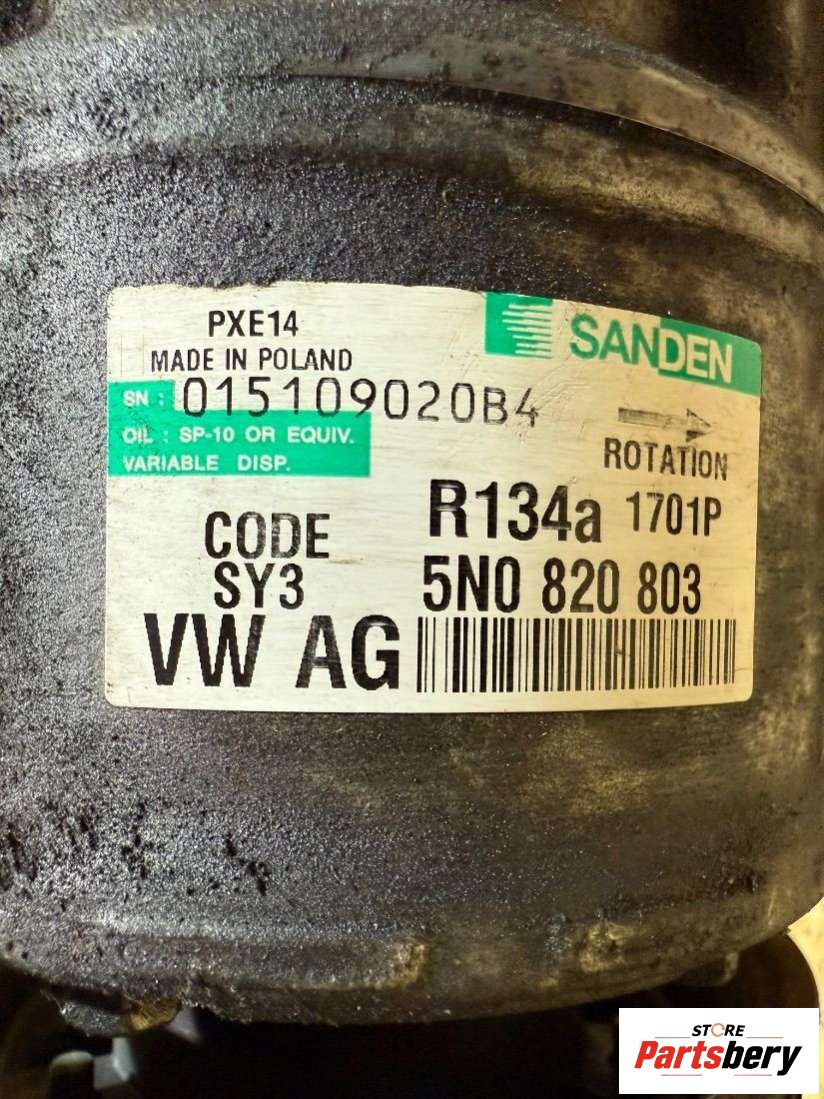 PXE14
MADE IN POLAND
SANDEN
SN : 015109020B4
OIL : SP-10 OR EQUIV.
VARIABLE DISP.
ROTATION
R134a 1701P
CODE
SY3
5N0 820 803
VW AG
STORE
Partsbery